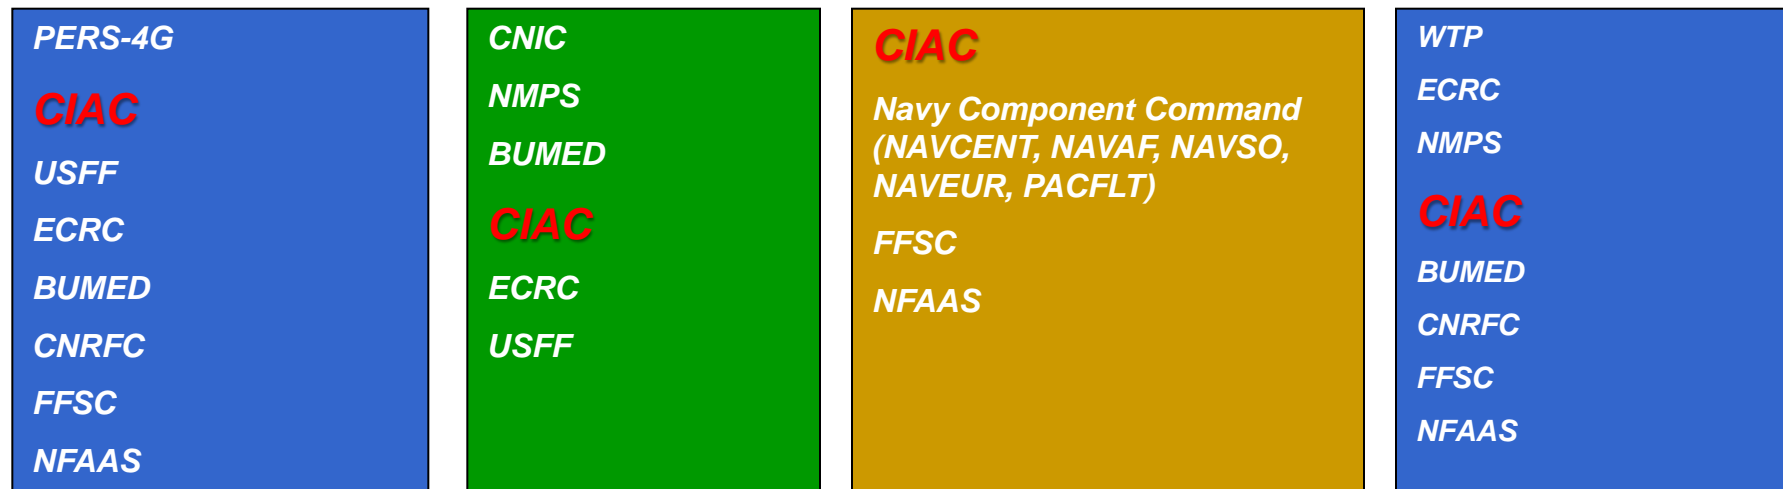 PERS-4G
CIAC
USFF
ECRC
BUMED
CNRFC
FFSC
NFAAS
CNIC
NMPS
BUMED
CIAC
ECRC
USFF
CIAC
Navy Component Command
(NAVCENT, NAVAF, NAVSO,
NAVEUR, PACFLT)
FFSC
NFAAS
WTP
ECRC
NMPS
CIAC
BUMED
CNRFC
FFSC
NFAAS